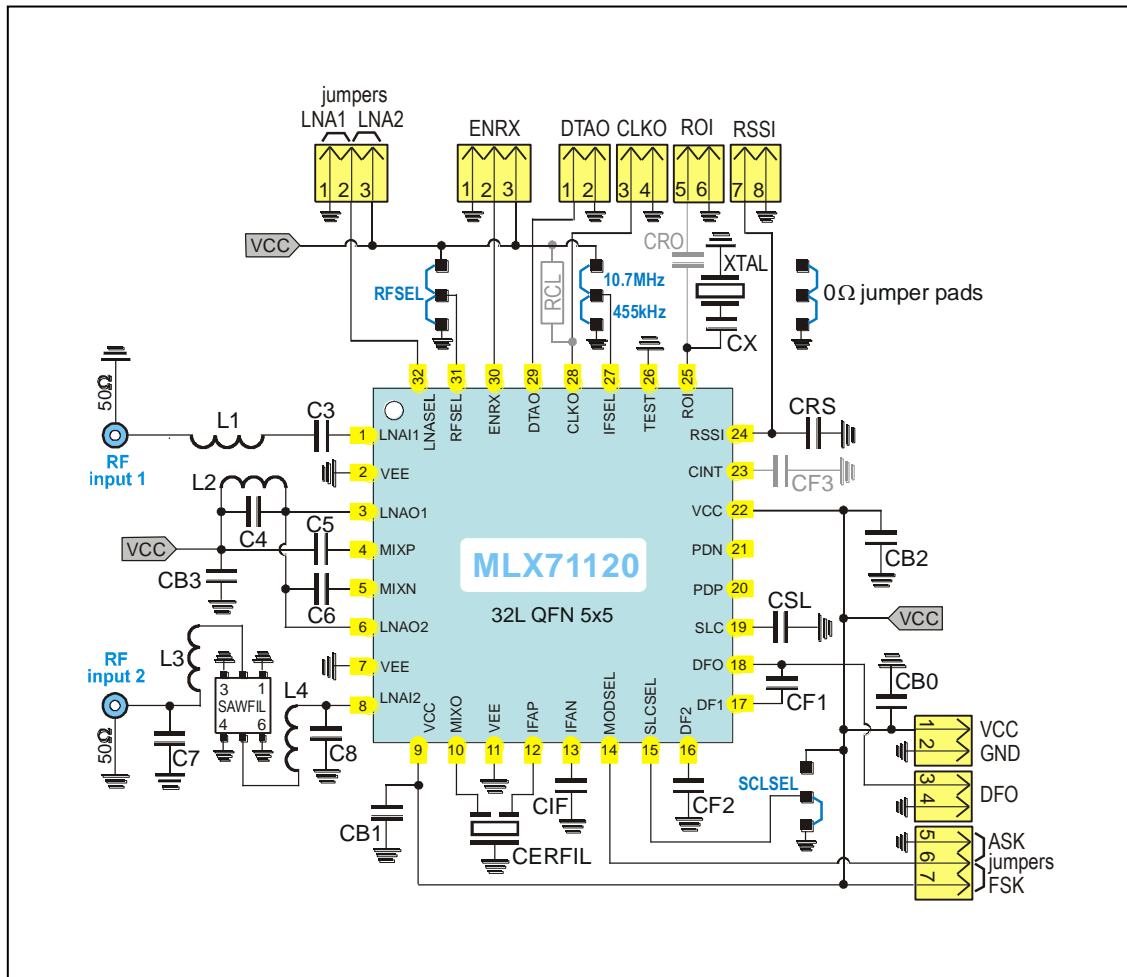 jumpers
LNA1 LNA2
ENRX
DTAO CLKO ROI RSSI
1 2 3
1 2 3
1 2
3 4
5 6
7 8
VCC
CRO
XTAL
RFSEL
RCL
10.7MHz
455kHz
0Ω jumper pads
CX
32 31 30 29 28 27 26 25
LNASEL RFSEL ENRX DTAO CLKO IFSEL TEST ROI
50Ω
RF
input 1
L1
C3
1 LNAI1
2 VEE
L2
C4
3 LNAO1
VCC
C5
4 MIXP
CB3
5 MIXN
C6
6 LNAO2
7 VEE
RF
input 2
L3
SAWFIL
3 1
4 6
L4
8 LNAI2
50Ω
C7
C8
MLX71120
32L QFN 5x5
RSSI 24
CRS
CINT 23
CF3
VCC 22
PDN 21
CB2
PDP 20
CSL
SLC 19
VCC
DFO 18
CF1
DF1 17
CB0
VCC MIXO VEE IFAP IFAN MODSEL SLCSEL DF2
9 10 11 12 13 14 15 16
CB1
CERFIL
CIF
CF2
SCLSEL
1 VCC
2 GND
3
4
DFO
5 ASK
6 jumpers
7 FSK